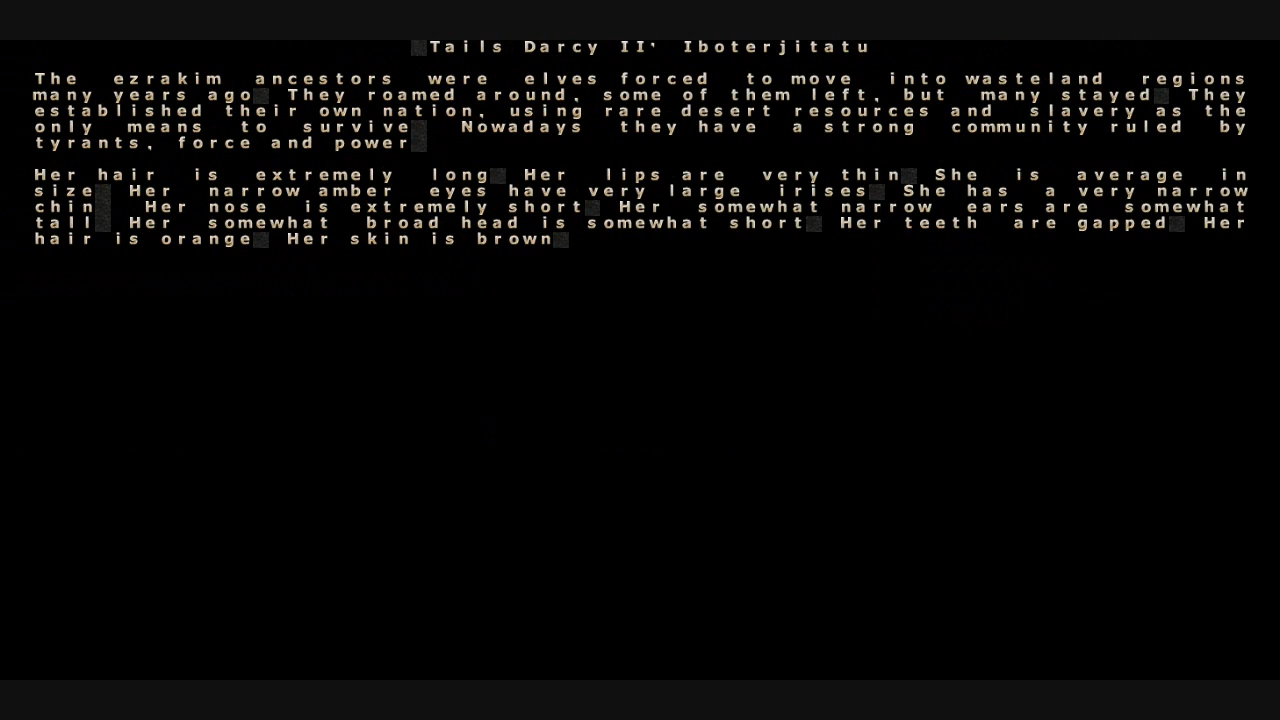 Tails Darcy II' Iboterjitatu
The ezrakim ancestors were elves forced to move into wasteland regions
many years ago They roamed around, some of them left, but many stayed They
established their own nation, using rare desert resources and slavery as the
only means to survive Nowadays they have a strong community ruled by
tyrants, force and power
Her hair is extremely long Her lips are very thin She is average in
size Her narrow amber eyes have very large irises She has a very narrow
chin Her nose is extremely short Her somewhat narrow ears are somewhat
tall Her somewhat broad head is somewhat short Her teeth are gapped Her
hair is orange Her skin is brown